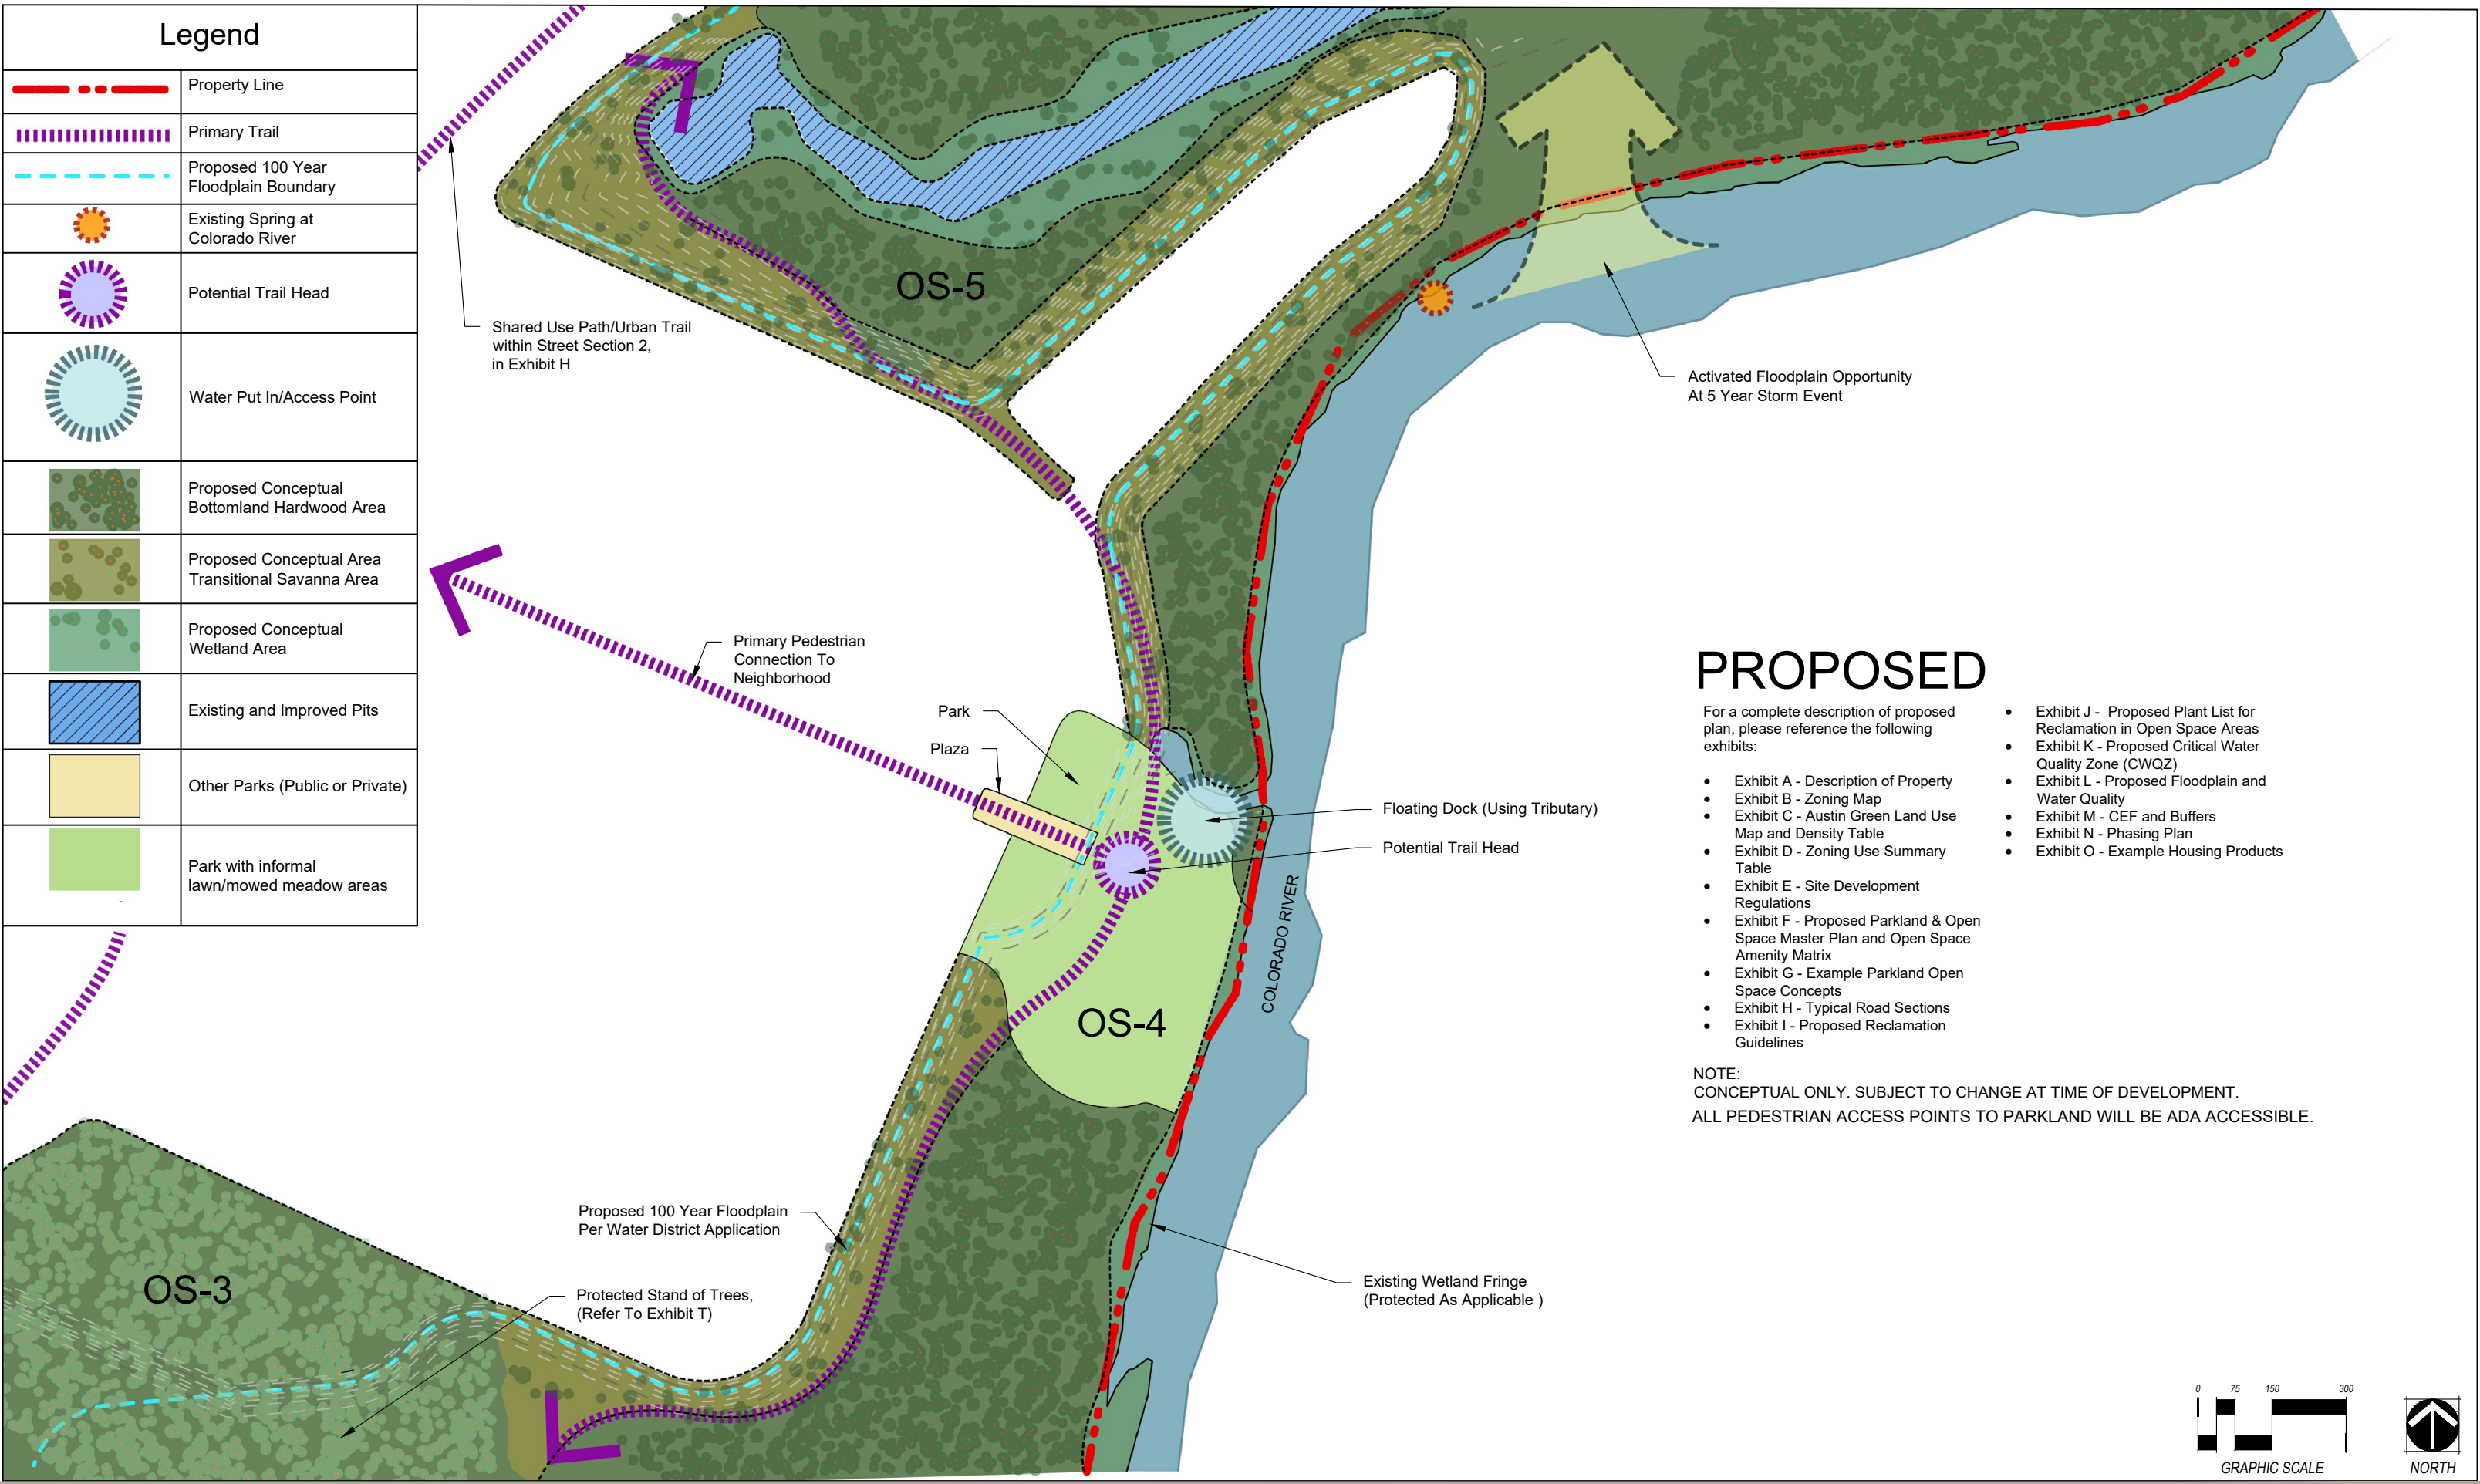 Legend
Property Line
Primary Trail
Proposed 100 Year
Floodplain Boundary
Existing Spring at
Colorado River
Potential Trail Head
Water Put In/Access Point
Proposed Conceptual
Bottomland Hardwood Area
Proposed Conceptual Area
Transitional Savanna Area
Proposed Conceptual
Wetland Area
Existing and Improved Pits
Other Parks (Public or Private)
Park with informal
lawn/mowed meadow areas
OS-5
Shared Use Path/Urban Trail
within Street Section 2,
in Exhibit H
Activated Floodplain Opportunity
At 5 Year Storm Event
Primary Pedestrian
Connection To
Neighborhood
Park
Plaza
Floating Dock (Using Tributary)
Potential Trail Head
COLORADO RIVER
OS-4
Proposed 100 Year Floodplain
Per Water District Application
Protected Stand of Trees,
(Refer To Exhibit T)
OS-3
Existing Wetland Fringe
(Protected As Applicable )
PROPOSED
For a complete description of proposed
plan, please reference the following
exhibits:
• Exhibit A - Description of Property
• Exhibit B - Zoning Map
• Exhibit C - Austin Green Land Use
Map and Density Table
• Exhibit D - Zoning Use Summary
Table
• Exhibit E - Site Development
Regulations
• Exhibit F - Proposed Parkland & Open
Space Master Plan and Open Space
Amenity Matrix
• Exhibit G - Example Parkland Open
Space Concepts
• Exhibit H - Typical Road Sections
• Exhibit I - Proposed Reclamation
Guidelines
• Exhibit J - Proposed Plant List for
Reclamation in Open Space Areas
• Exhibit K - Proposed Critical Water
Quality Zone (CWQZ)
• Exhibit L - Proposed Floodplain and
Water Quality
• Exhibit M - CEF and Buffers
• Exhibit N - Phasing Plan
• Exhibit O - Example Housing Products
NOTE:
CONCEPTUAL ONLY. SUBJECT TO CHANGE AT TIME OF DEVELOPMENT.
ALL PEDESTRIAN ACCESS POINTS TO PARKLAND WILL BE ADA ACCESSIBLE.
0 75 150 300
GRAPHIC SCALE
NORTH